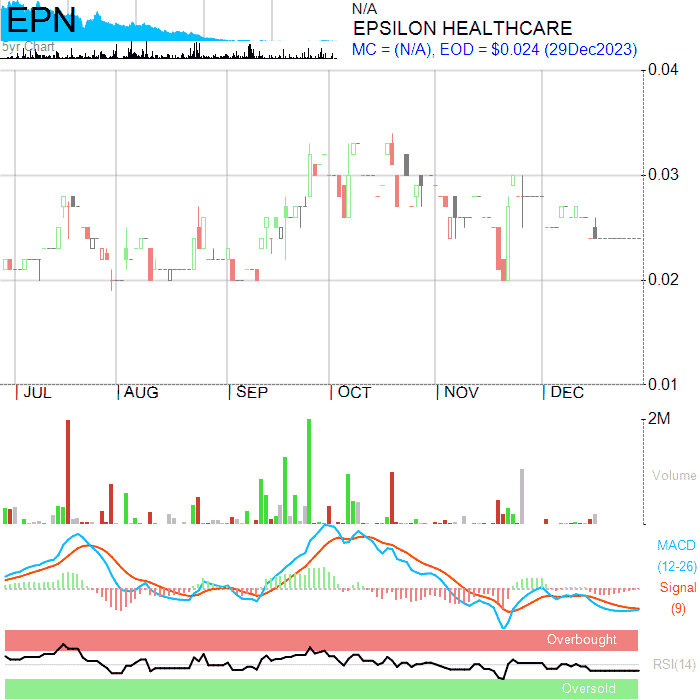 EPN
5yr Chart
N/A
EPSILON HEALTHCARE
MC = (N/A), EOD = $0.024 (29Dec2023)
0.04
0.03
0.02
0.01
JUL AUG SEP OCT NOV DEC
2M
Volume
MACD
(12-26)
Signal
(9)
Overbought
RSI(14)
Oversold